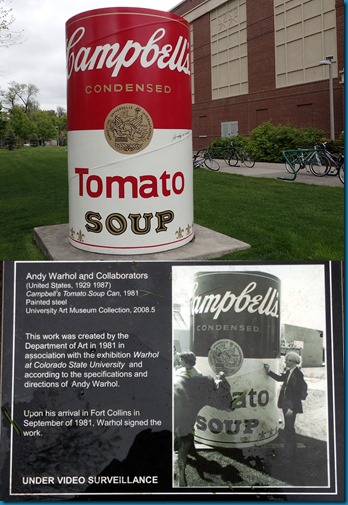 Campbell's
CONDENSED
Tomato
SOUP
Andy Warhol and Collaborators
(United States, 1929 1987)
Campbell's Tomato Soup Can, 1981
Painted steel
University Art Museum Collection, 2008.5
This work was created by the
Department of Art in 1981 in
association with the exhibition Warhol
at Colorado State University and
according to the specifications and
directions of Andy Warhol.
Upon his arrival in Fort Collins in
September of 1981, Warhol signed the
work.
UNDER VIDEO SURVEILLANCE
Campbell's
CONDENSED
Tomato
SOUP